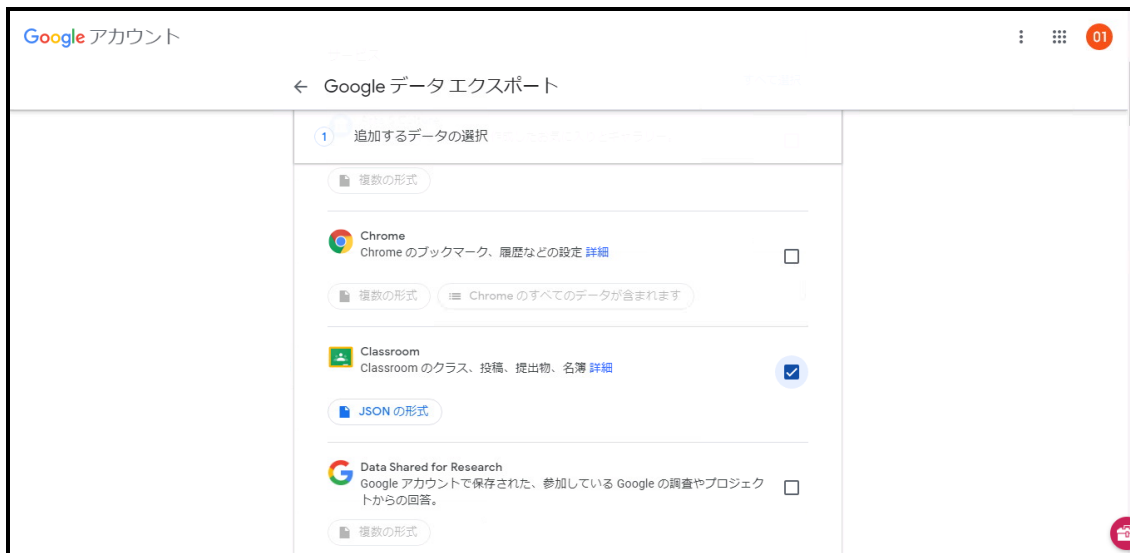 Google アカウント
01
Google データ エクスポート
1 追加するデータの選択
複数の形式
Chrome
Chrome のブックマーク、履歴などの設定 詳細
複数の形式 Chrome のすべてのデータが含まれます
Classroom
Classroom のクラス、投稿、提出物、名簿 詳細
JSON の形式
Data Shared for Research
Google アカウントで保存された、参加している Google の調査やプロジェク
トからの回答。
複数の形式